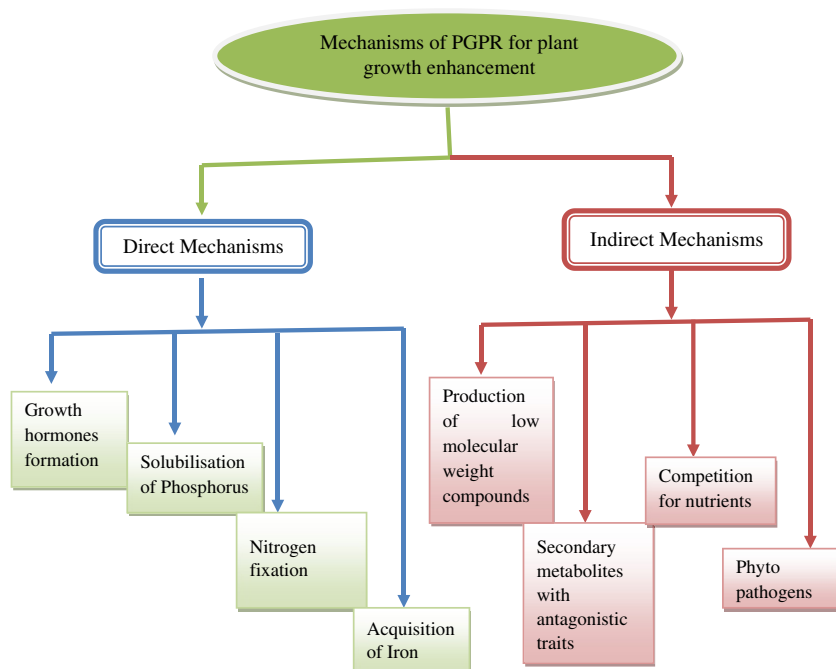 Mechanisms of PGPR for plant
growth enhancement
Direct Mechanisms
Indirect Mechanisms
Growth
hormones
formation
Solubilisation
of Phosphorus
Nitrogen
fixation
Acquisition
of Iron
Production
of low
molecular
weight
compounds
Secondary
metabolites
with
antagonistic
traits
Competition
for nutrients
Phyto
pathogens